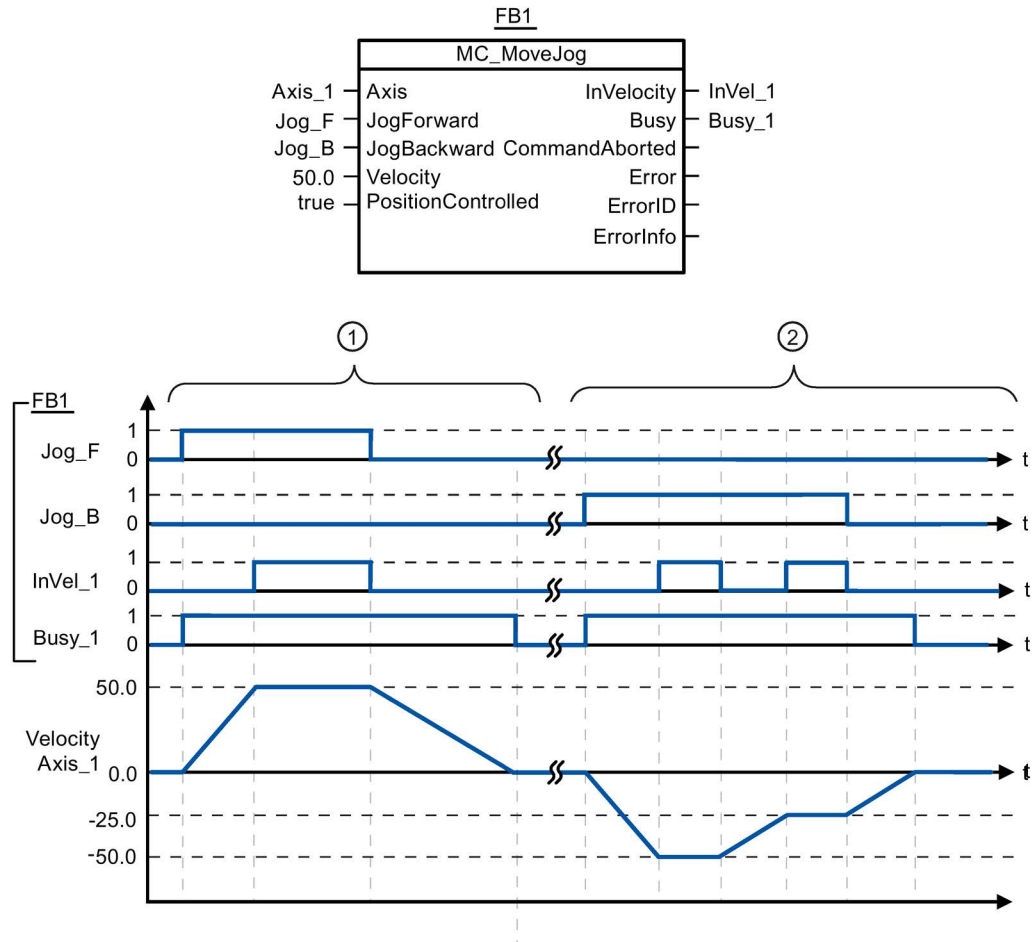 FB1
MC_MoveJog
Axis_1 Axis InVelocity InVel_1
Jog_F JogForward Busy Busy_1
Jog_B JogBackward CommandAborted
50.0 Velocity Error
true PositionControlled ErrorID
ErrorInfo
1 2
FB1
1
Jog_F
0 t
1
Jog_B
0 t
1
InVel_1
0 t
1
Busy_1
0 t
50.0
Velocity
Axis_1
0.0 t
-25.0
-50.0